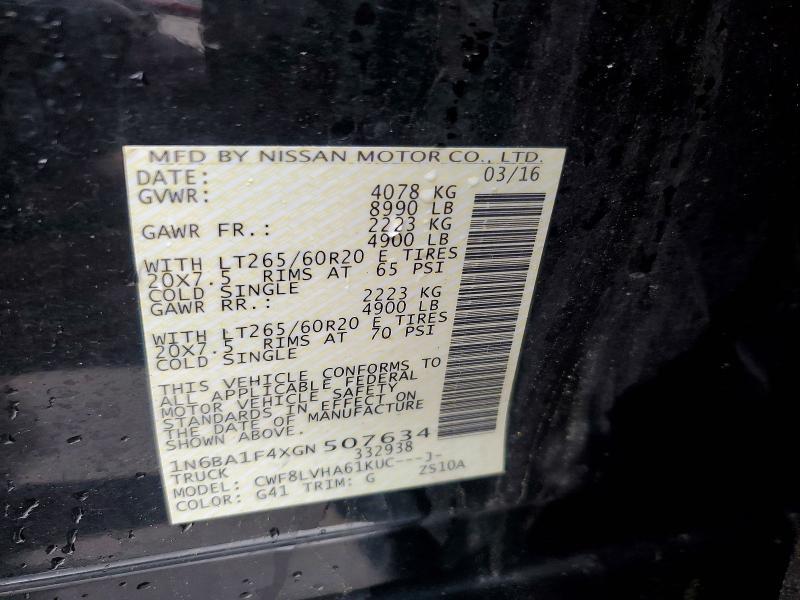 MFD BY NISSAN MOTOR CO., LTD.
DATE: 03/16
GVWR: 4078 KG
8990 LB
GAWR FR.: 2223 KG
4900 LB
WITH LT265/60R20 E TIRES
20X7.5 RIMS AT 65 PSI
COLD SINGLE
GAWR RR.: 2223 KG
4900 LB
WITH LT265/60R20 E TIRES
20X7.5 RIMS AT 70 PSI
COLD SINGLE
THIS VEHICLE CONFORMS TO
ALL APPLICABLE FEDERAL
MOTOR VEHICLE SAFETY
STANDARDS IN EFFECT ON
THE DATE OF MANUFACTURE
SHOWN ABOVE.
1N6BA1F4XGN507634
TRUCK 332938
MODEL: CWF8LVHA61KUC---J-
COLOR: G41 TRIM: G ZS10A